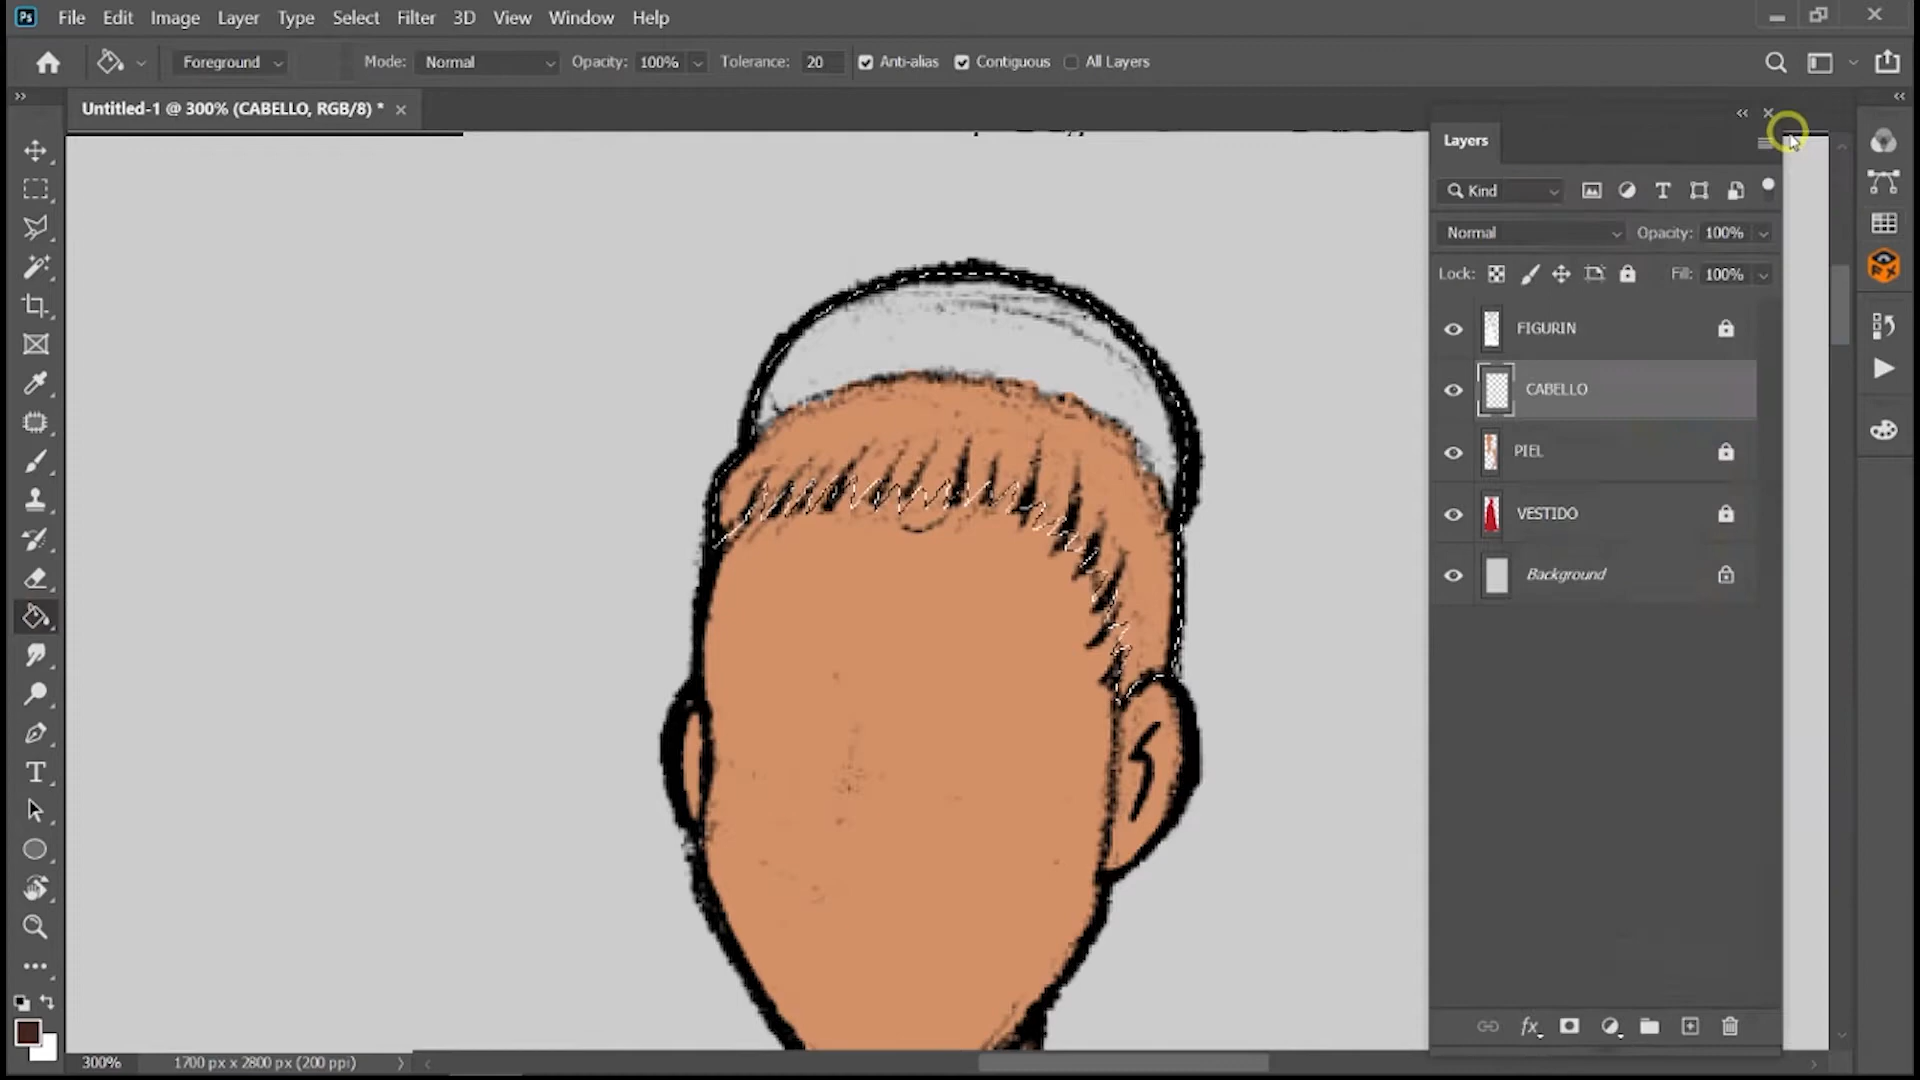 Ps File Edit Image Layer Type Select Filter 3D View Window Help
Foreground Mode: Normal Opacity: 100% Tolerance: 20 Anti-alias Contiguous All Layers
Untitled-1 @ 300% (CABELLO, RGB/8) *
Layers
Kind
Normal Opacity: 100%
Lock: Fill: 100%
FIGURIN
CABELLO
PIEL
VESTIDO
Background
fx
300% 1700 px x 2800 px (200 ppi)